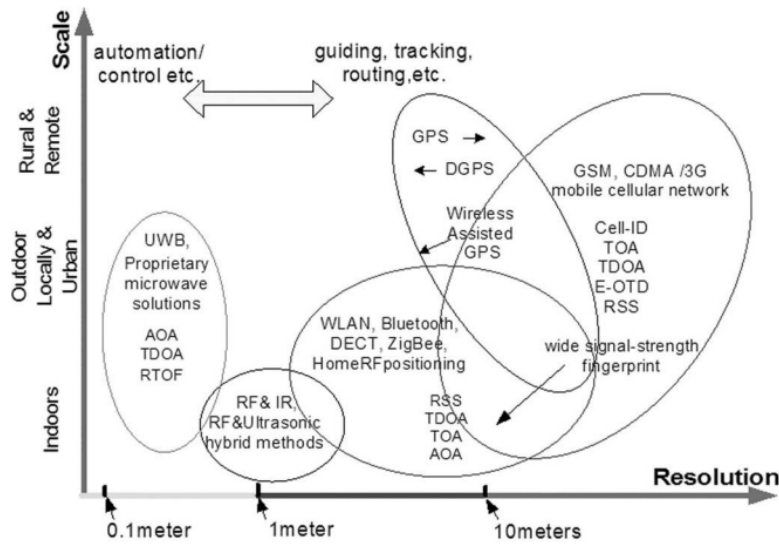 Scale
automation/
control etc.
guiding, tracking,
routing,etc.
Rural &
Remote
GPS
DGPS
GSM, CDMA /3G
mobile cellular network
Outdoor
Locally &
Urban
Wireless
Assisted
GPS
Cell-ID
TOA
TDOA
E-OTD
RSS
UWB,
Proprietary
microwave
solutions
AOA
TDOA
RTOF
WLAN, Bluetooth,
DECT, ZigBee,
HomeRFpositioning
wide signal-strength
fingerprint
Indoors
RF& IR,
RF&Ultrasonic
hybrid methods
RSS
TDOA
TOA
AOA
Resolution
0.1meter
1meter
10meters